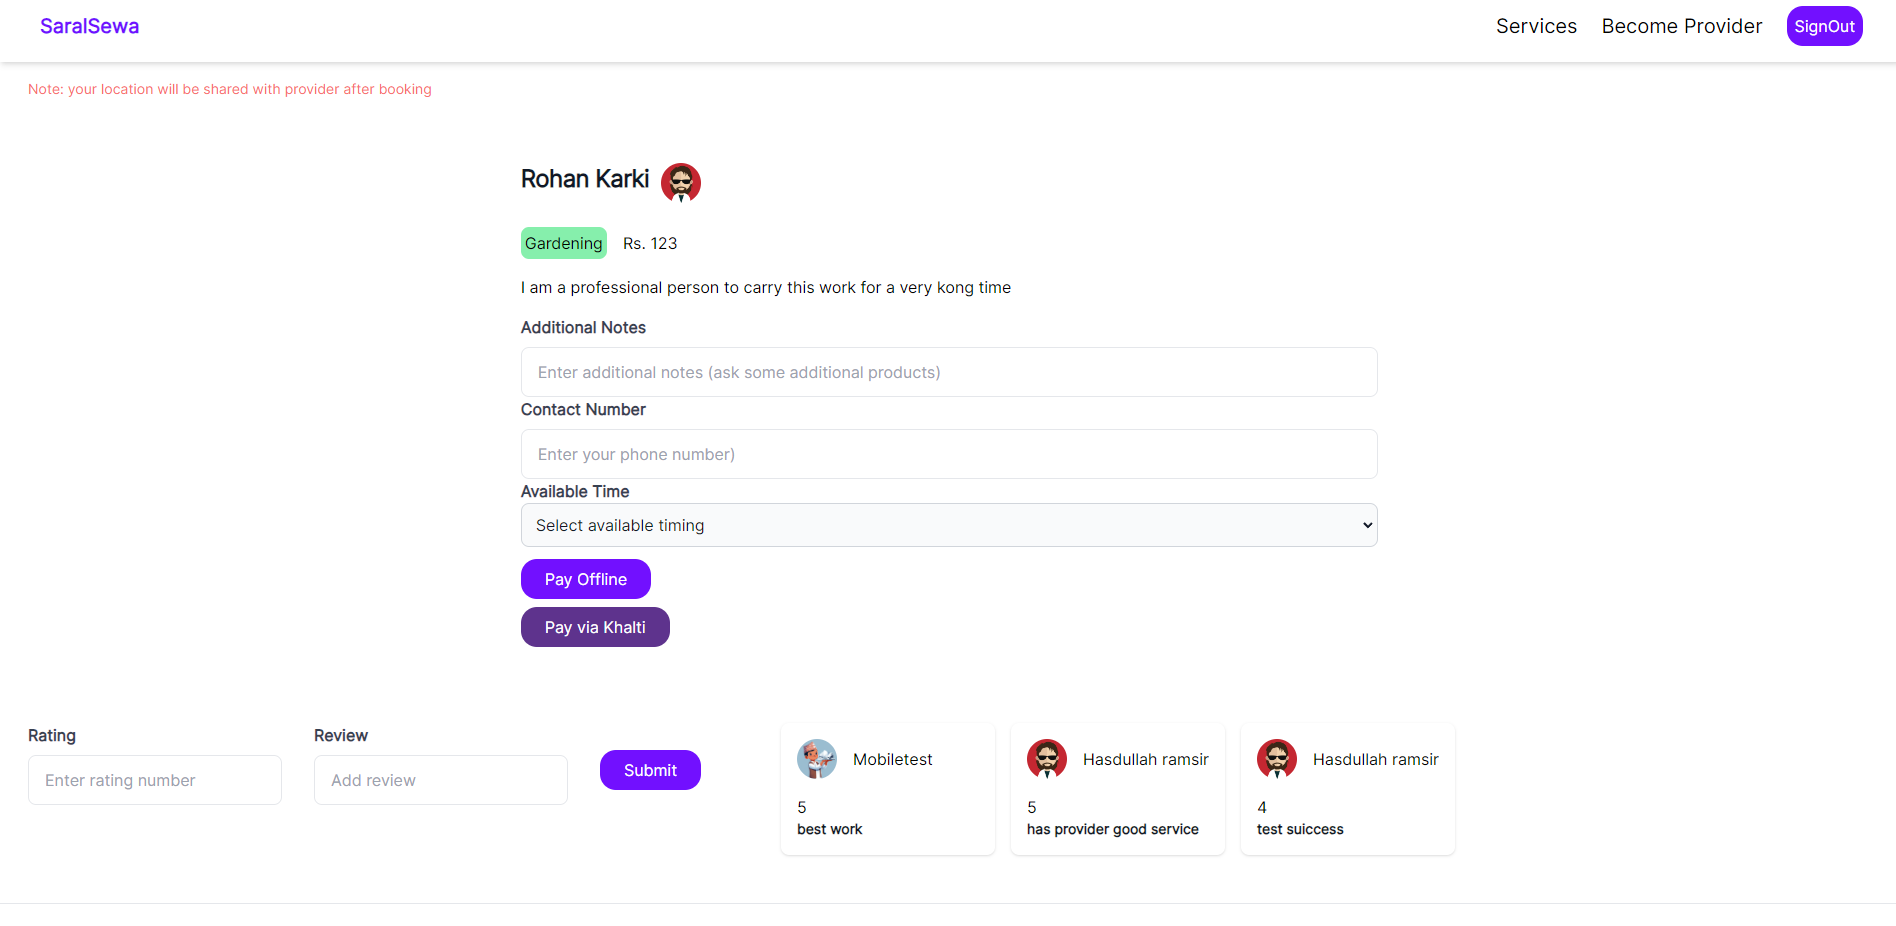 SaralSewa
Services Become Provider SignOut
Note: your location will be shared with provider after booking
Rohan Karki
Gardening Rs. 123
I am a professional person to carry this work for a very kong time
Additional Notes
Enter additional notes (ask some additional products)
Contact Number
Enter your phone number)
Available Time
Select available timing
Pay Offline
Pay via Khalti
Rating
Enter rating number
Review
Add review
Submit
Mobiletest
5
best work
Hasdullah ramsir
5
has provider good service
Hasdullah ramsir
4
test suiccess